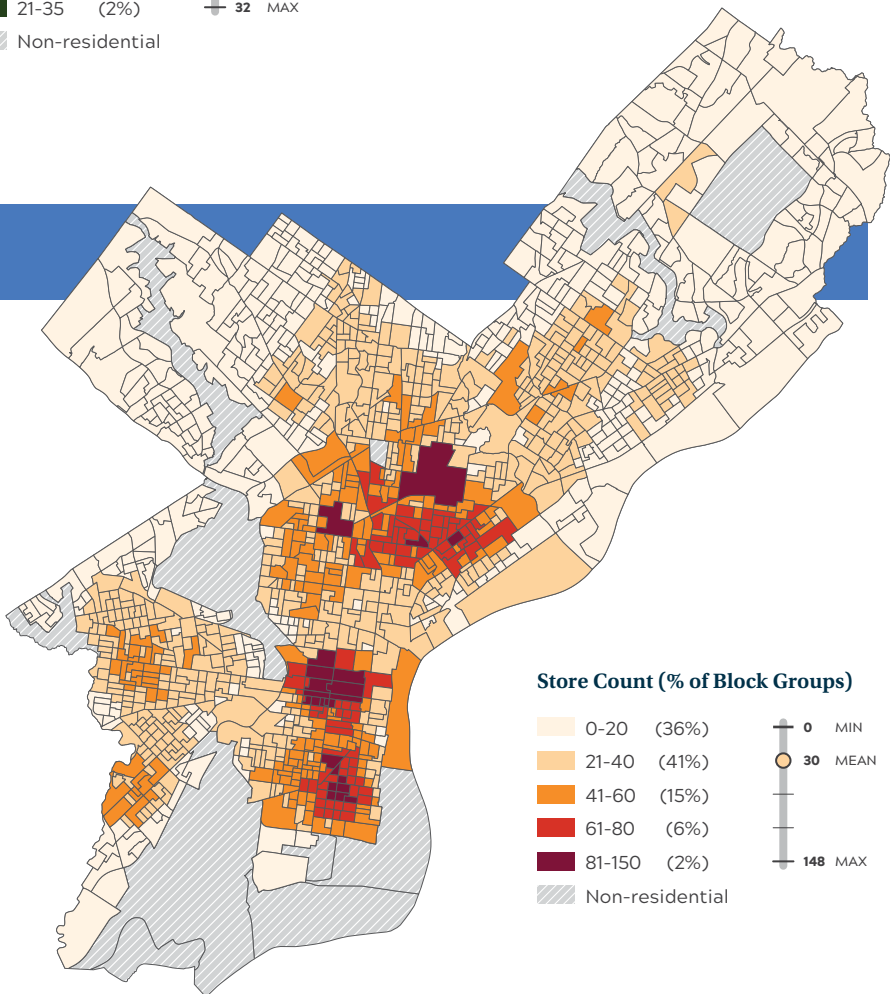 21-35 (2%)
32 MAX
Non-residential
Store Count (% of Block Groups)
0-20 (36%)
21-40 (41%)
41-60 (15%)
61-80 (6%)
81-150 (2%)
Non-residential
0 MIN
30 MEAN
148 MAX